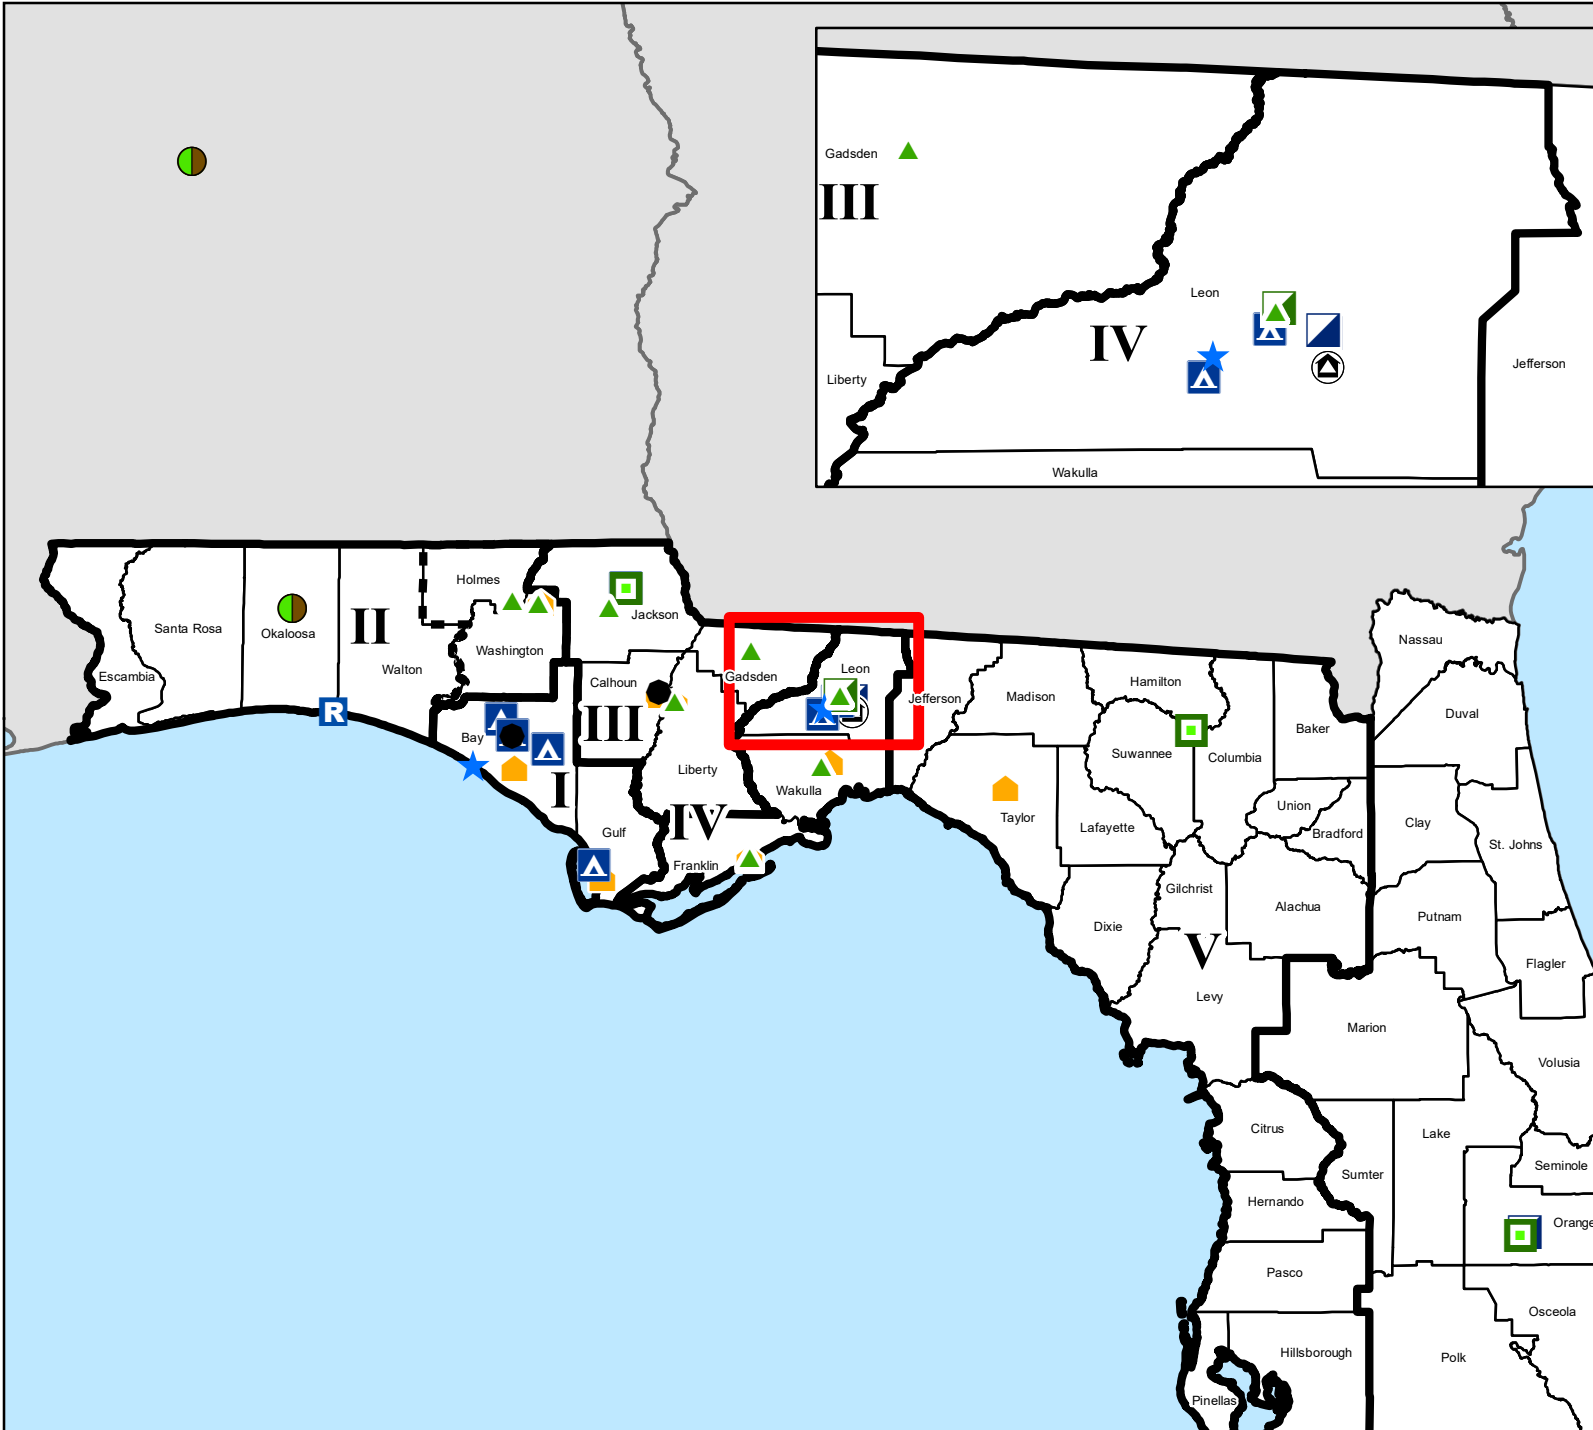 Gadsden
III
Leon
IV
Jefferson
Liberty
Wakulla
Holmes
Jackson
Santa Rosa
Okaloosa
II
Walton
Washington
Escambia
Calhoun
Gadsden
Leon
Jefferson
Madison
Hamilton
Nassau
Duval
R
Bay
III
Baker
Suwannee
Columbia
Liberty
Wakulla
I
Taylor
Union
Lafayette
Bradford
Clay
St. Johns
Gulf
IV
Franklin
Gilchrist
Alachua
Dixie
Putnam
V
Flagler
Levy
Marion
Volusia
Citrus
Lake
Sumter
Seminole
Hernando
Orange
Pasco
Osceola
Hillsborough
Polk
Pinellas